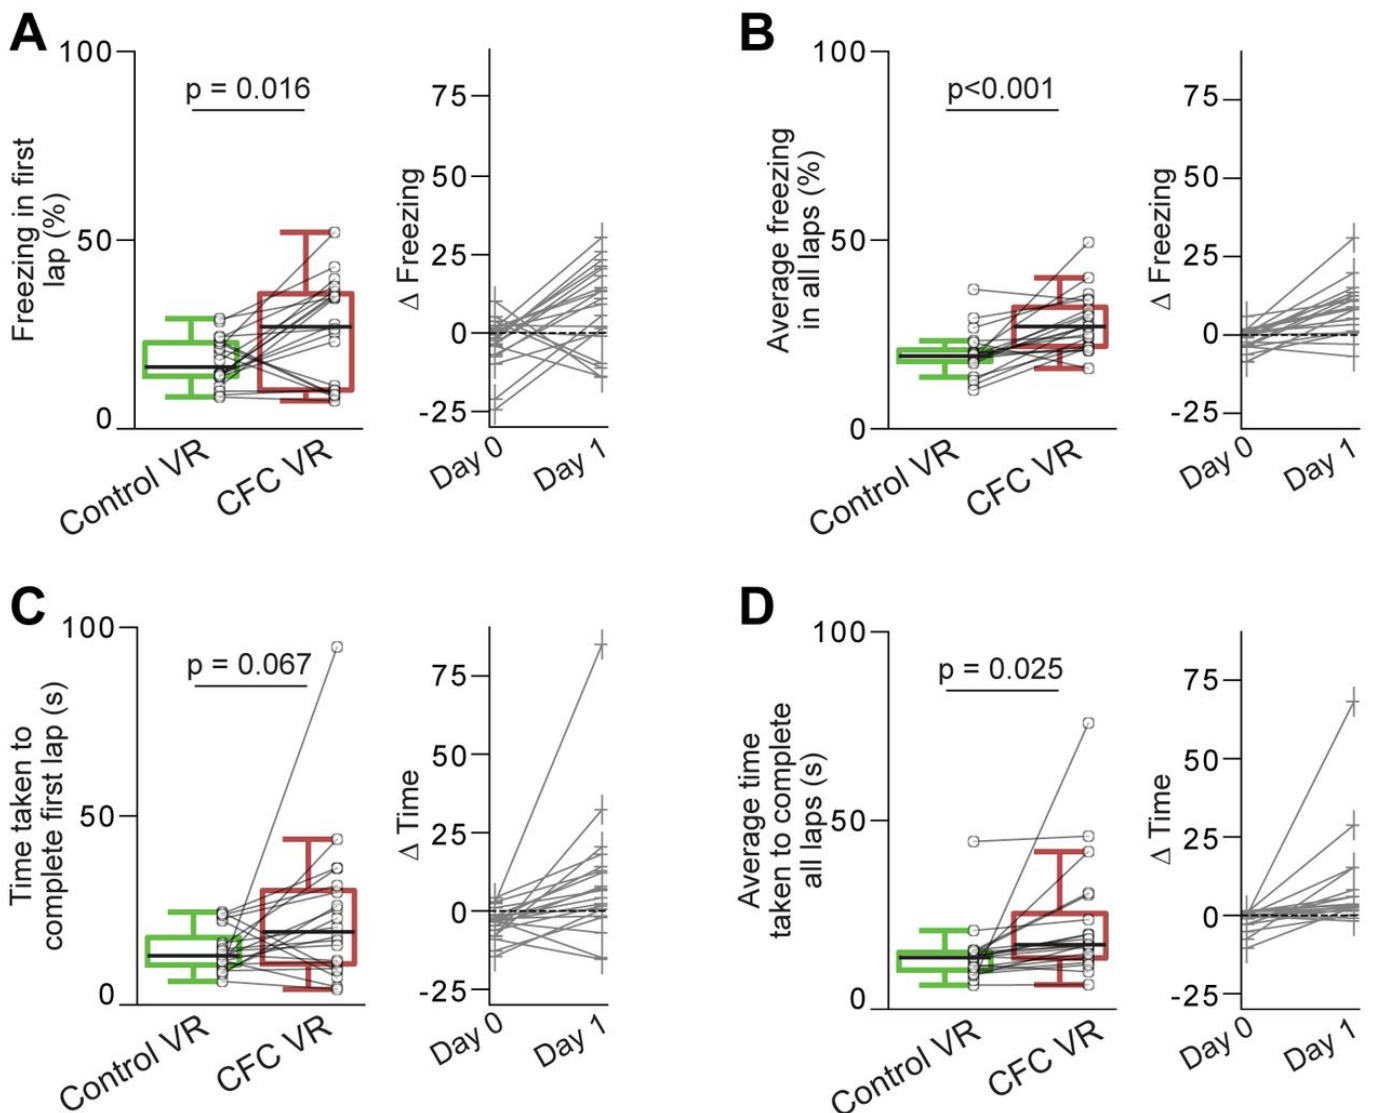 A
100
50
0
Freezing in first
lap (%)
p = 0.016
Control VR
CFC VR
75
50
25
0
-25
Δ Freezing
Day 0
Day 1
B
100
50
0
Average freezing
in all laps (%)
p<0.001
Control VR
CFC VR
75
50
25
0
-25
Δ Freezing
Day 0
Day 1
C
100
50
0
Time taken to
complete first lap (s)
p = 0.067
Control VR
CFC VR
75
50
25
0
-25
Δ Time
Day 0
Day 1
D
100
50
0
Average time
taken to complete
all laps (s)
p = 0.025
Control VR
CFC VR
75
50
25
0
-25
Δ Time
Day 0
Day 1